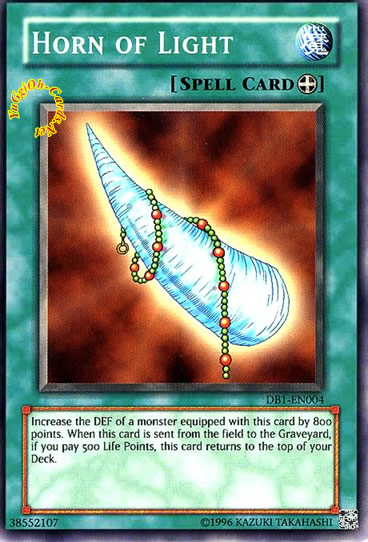 HORN OF LIGHT
魔
YuGiOh-Cards.Net
[SPELL CARD]
DB1-EN004
Increase the DEF of a monster equipped with this card by 800
points. When this card is sent from the field to the Graveyard,
if you pay 500 Life Points, this card returns to the top of your
Deck.
38552107
©1996 KAZUKI TAKAHASHI